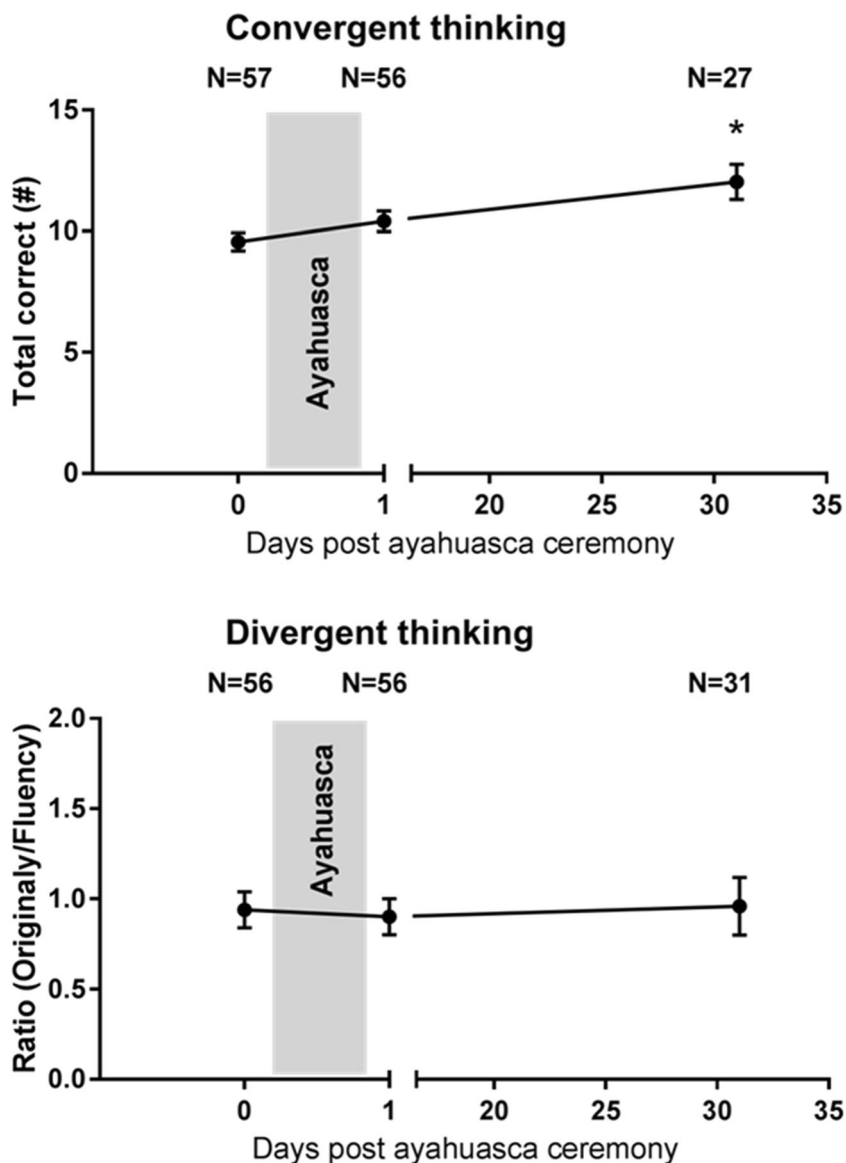 Convergent thinking
N=57 N=56 N=27
*
15
10
5
0
Total correct (#)
Ayahuasca
0 1 20 25 30 35
Days post ayahuasca ceremony
Divergent thinking
N=56 N=56 N=31
2.0
1.5
1.0
0.5
0.0
Ratio (Originaly/Fluency)
Ayahuasca
0 1 20 25 30 35
Days post ayahuasca ceremony